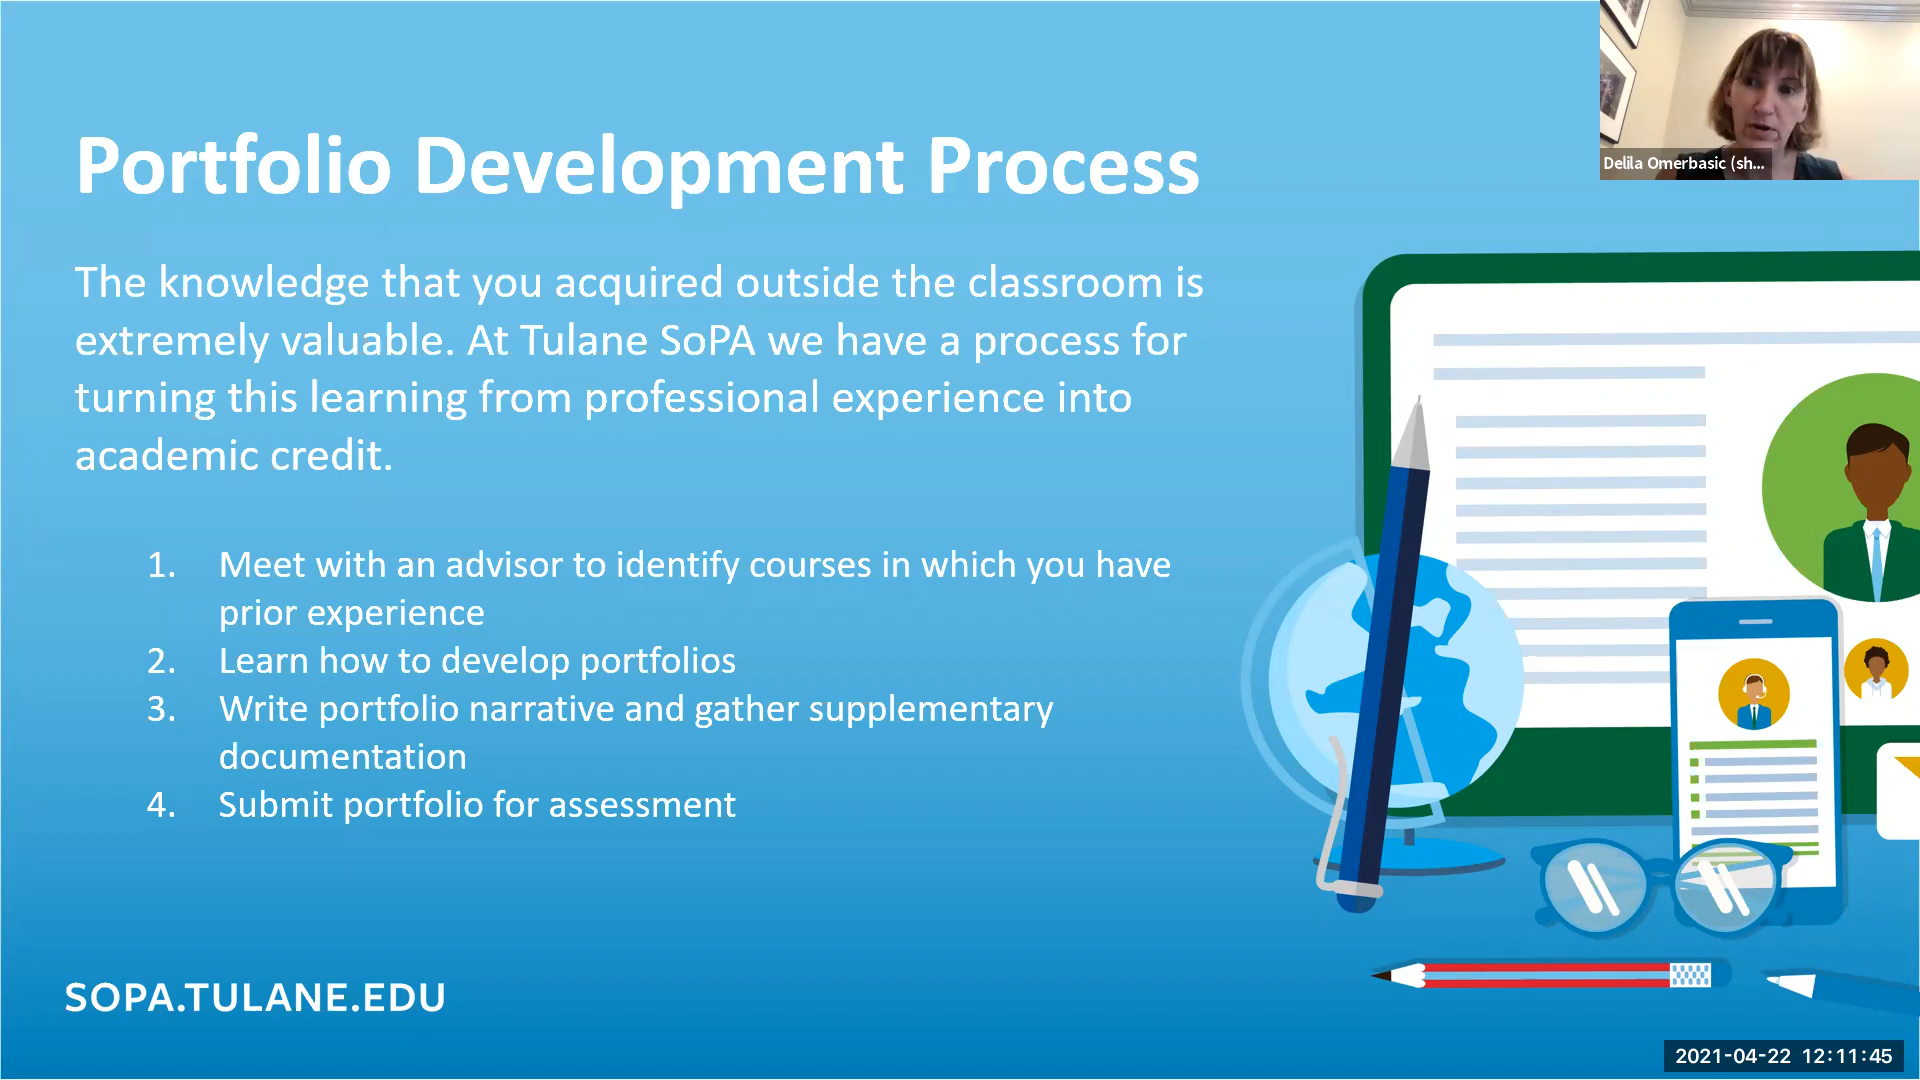 Portfolio Development Process
The knowledge that you acquired outside the classroom is
extremely valuable. At Tulane SoPA we have a process for
turning this learning from professional experience into
academic credit.
1. Meet with an advisor to identify courses in which you have
prior experience
2. Learn how to develop portfolios
3. Write portfolio narrative and gather supplementary
documentation
4. Submit portfolio for assessment
SOPA.TULANE.EDU
Delila Omerbasic (sh...
2021-04-22 12:11:45